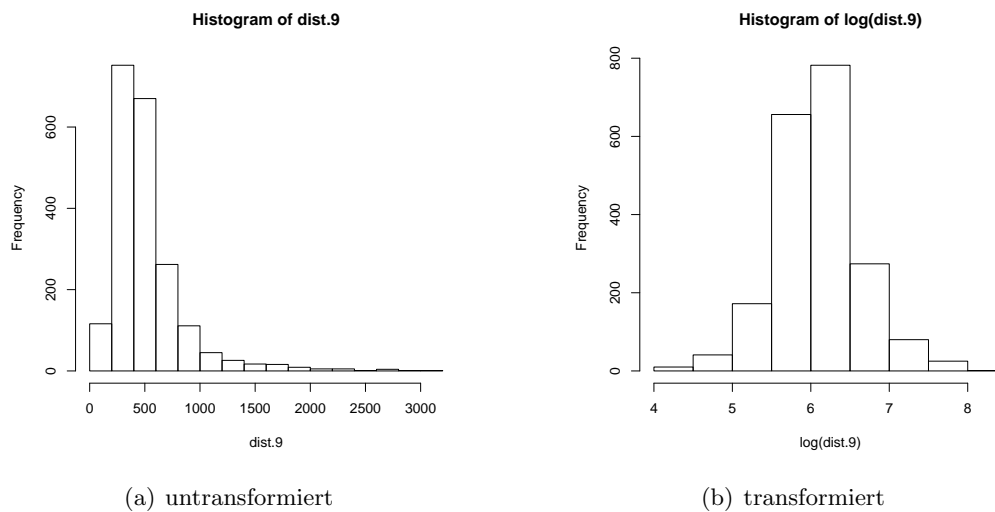 Histogram of dist.9
Frequency
0 200 400 600
0 500 1000 1500 2000 2500 3000
dist.9
(a) untransformiert
Histogram of log(dist.9)
Frequency
0 200 400 600 800
4 5 6 7 8
log(dist.9)
(b) transformiert